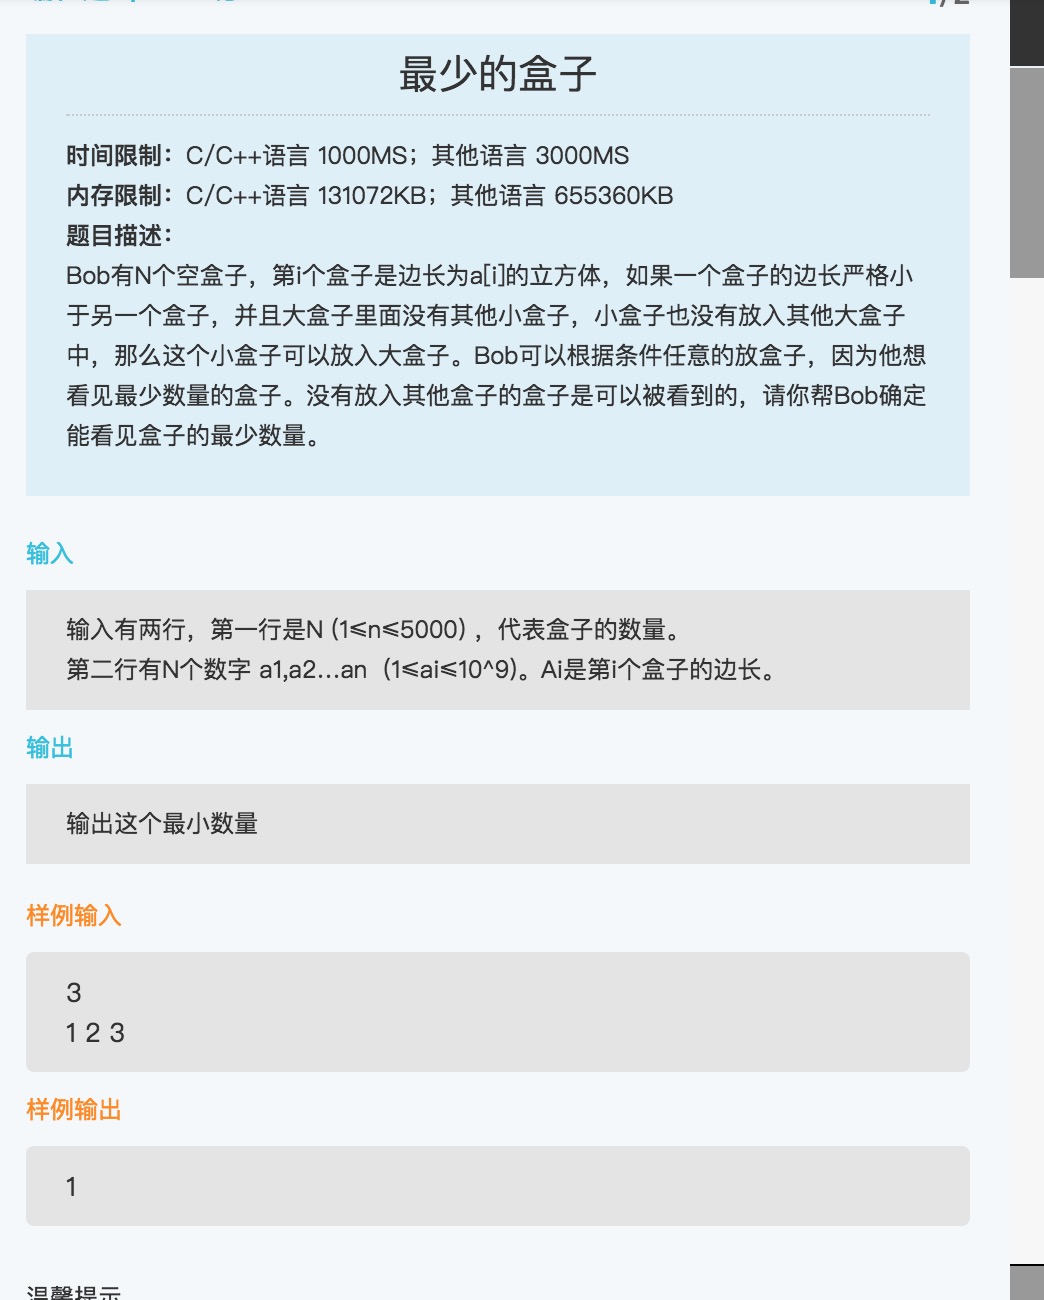 最少的盒子
时间限制：C/C++语言 1000MS；其他语言 3000MS
内存限制：C/C++语言 131072KB；其他语言 655360KB
题目描述：
Bob有N个空盒子，第i个盒子是边长为a[i]的立方体，如果一个盒子的边长严格小
于另一个盒子，并且大盒子里面没有其他小盒子，小盒子也没有放入其他大盒子
中，那么这个小盒子可以放入大盒子。Bob可以根据条件任意的放盒子，因为他想
看见最少数量的盒子。没有放入其他盒子的盒子是可以被看到的，请你帮Bob确定
能看见盒子的最少数量。
输入
输入有两行，第一行是N (1≤n≤5000) ，代表盒子的数量。
第二行有N个数字 a1,a2...an（1≤ai≤10^9)。Ai是第i个盒子的边长。
输出
输出这个最小数量
样例输入
3
1 2 3
样例输出
1
温馨提示